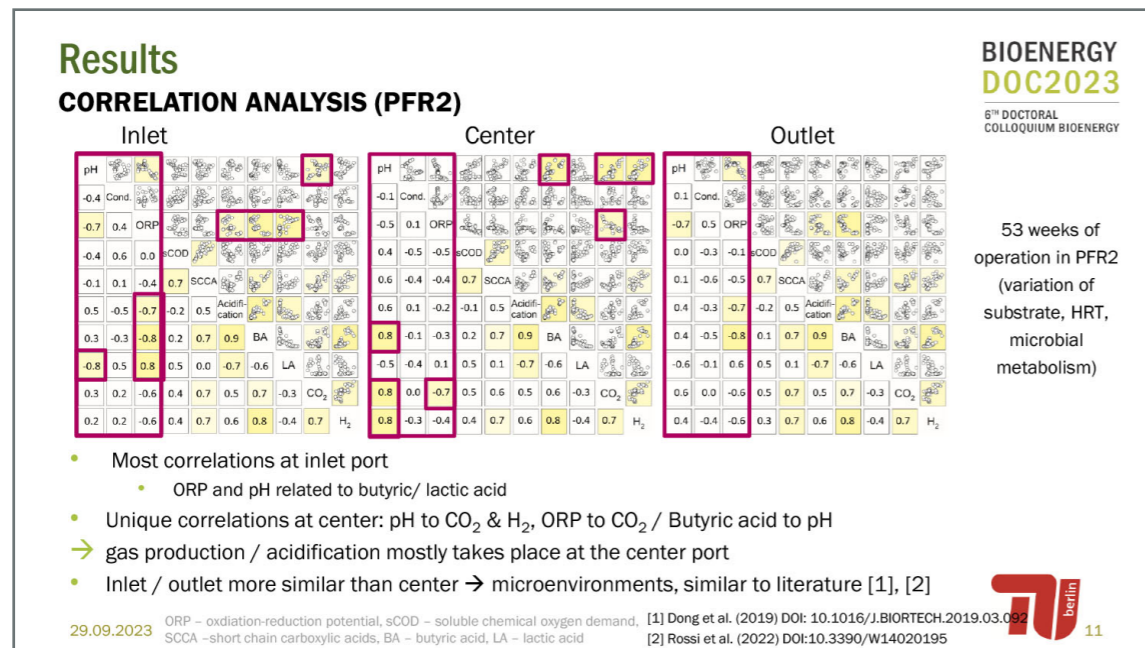 Results
BIOENERGY
DOC2023
6TH DOCTORAL
COLLOQUIUM BIOENERGY
CORRELATION ANALYSIS (PFR2)
Inlet
pH
-0.4 Cond.
-0.7 0.4 ORP
-0.4 0.6 0.0 sCOD
-0.1 0.1 -0.4 0.7 SCCA
0.5 -0.5 -0.7 -0.2 0.5 Acidifi-
cation
0.3 -0.3 -0.8 0.2 0.7 0.9 BA
-0.8 0.5 0.8 0.5 0.0 -0.7 -0.6 LA
0.3 0.2 -0.6 0.4 0.7 0.5 0.7 -0.3 CO₂
0.2 0.2 -0.6 0.4 0.7 0.6 0.8 -0.4 0.7 H₂
Center
pH
-0.1 Cond.
-0.5 0.1 ORP
0.4 -0.5 -0.5 sCOD
0.6 -0.4 -0.4 0.7 SCCA
0.6 0.1 -0.2 -0.1 0.5 Acidifi-
cation
0.8 -0.1 -0.3 0.2 0.7 0.9 BA
-0.5 -0.4 0.1 0.5 0.1 -0.7 -0.6 LA
0.8 0.0 -0.7 0.5 0.6 0.5 0.6 -0.3 CO₂
0.8 -0.3 -0.4 0.4 0.7 0.6 0.8 -0.4 0.7 H₂
Outlet
pH
0.1 Cond.
-0.7 0.5 ORP
0.0 -0.3 -0.1 sCOD
0.1 -0.3 -0.5 0.7 SCCA
0.6 -0.3 -0.7 -0.2 0.5 Acidifi-
cation
0.4 -0.5 -0.8 0.1 0.7 0.9 BA
-0.6 -0.1 0.6 0.5 0.1 -0.7 -0.6 LA
0.6 0.0 -0.6 0.5 0.7 0.5 0.7 -0.3 CO₂
0.4 -0.4 -0.6 0.3 0.7 0.6 0.8 -0.4 0.7 H₂
53 weeks of
operation in PFR2
(variation of
substrate, HRT,
microbial
metabolism)
• Most correlations at inlet port
• ORP and pH related to butyric/ lactic acid
• Unique correlations at center: pH to CO₂ & H₂, ORP to CO₂ / Butyric acid to pH
→ gas production / acidification mostly takes place at the center port
• Inlet / outlet more similar than center → microenvironments, similar to literature [1], [2]
29.09.2023
ORP – oxdiation-reduction potential, sCOD – soluble chemical oxygen demand,
SCCA –short chain carboxylic acids, BA – butyric acid, LA – lactic acid
[1] Dong et al. (2019) DOI: 10.1016/J.BIORTECH.2019.03.092
[2] Rossi et al. (2022) DOI:10.3390/W14020195
berlin
11